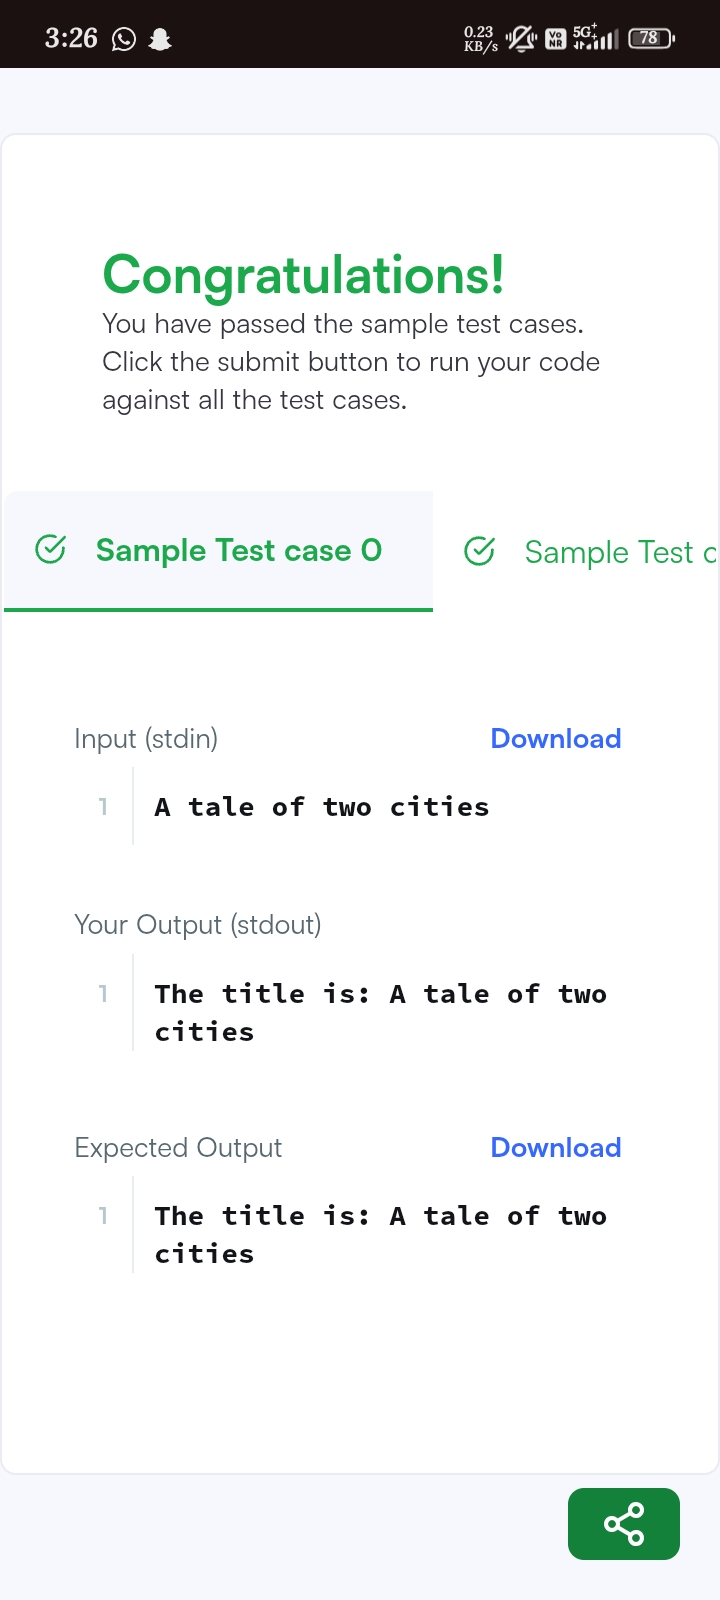 3:26
0.23
KB/s
VO
NR
5G+
78
Congratulations!
You have passed the sample test cases.
Click the submit button to run your code
against all the test cases.
Sample Test case 0
Sample Test c
Input (stdin)
Download
1
A tale of two cities
Your Output (stdout)
1
The title is: A tale of two
cities
Expected Output
Download
1
The title is: A tale of two
cities